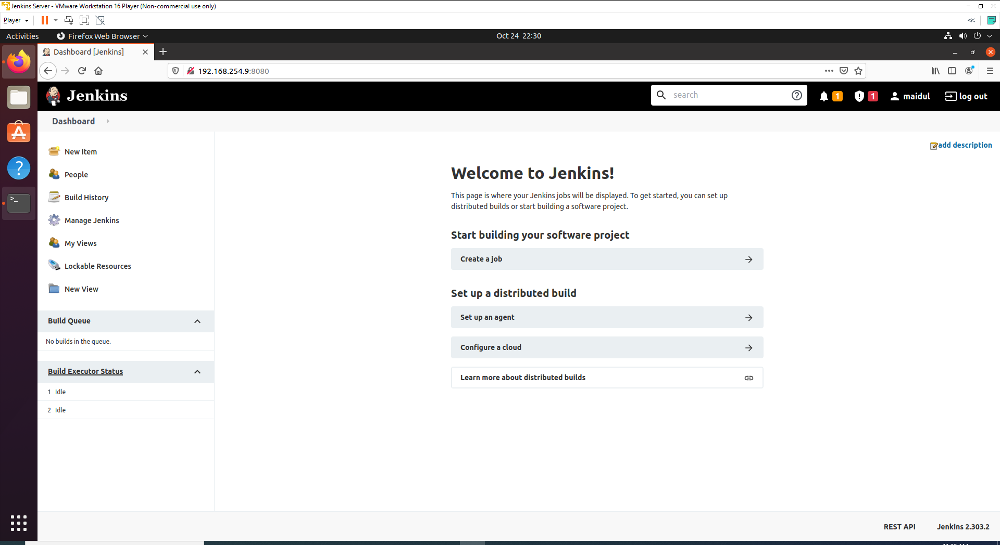 Jenkins Server - VMware Workstation 16 Player (Non-commercial use only)
Player
Activities
Firefox Web Browser
Oct 24 22:30
Dashboard [Jenkins]
192.168.254.9:8080
Jenkins
search
1
1
maidul
log out
Dashboard
add description
New Item
People
Build History
Manage Jenkins
My Views
Lockable Resources
New View
Build Queue
No builds in the queue.
Build Executor Status
1 Idle
2 Idle
Welcome to Jenkins!
This page is where your Jenkins jobs will be displayed. To get started, you can set up
distributed builds or start building a software project.
Start building your software project
Create a job
Set up a distributed build
Set up an agent
Configure a cloud
Learn more about distributed builds
REST API
Jenkins 2.303.2